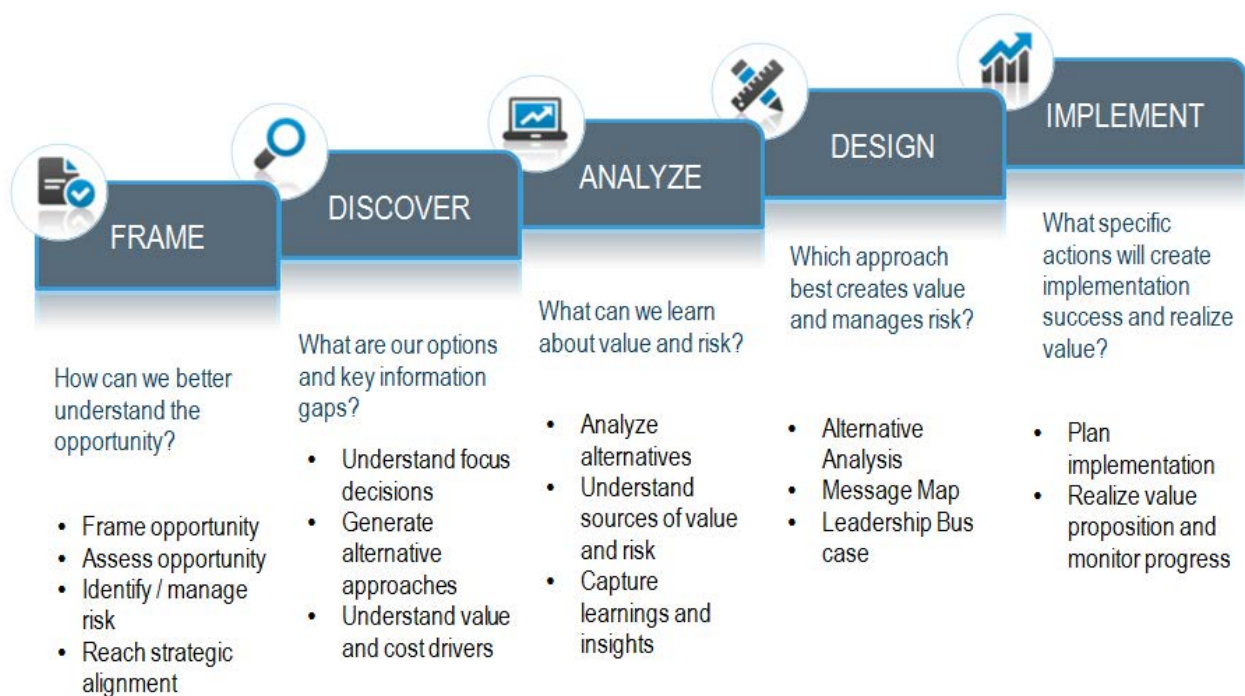 FRAME
How can we better
understand the
opportunity?
• Frame opportunity
• Assess opportunity
• Identify / manage
risk
• Reach strategic
alignment
DISCOVER
What are our options
and key information
gaps?
• Understand focus
decisions
• Generate
alternative
approaches
• Understand value
and cost drivers
ANALYZE
What can we learn
about value and risk?
• Analyze
alternatives
• Understand
sources of value
and risk
• Capture
learnings and
insights
DESIGN
Which approach
best creates value
and manages risk?
• Alternative
Analysis
• Message Map
• Leadership Bus
case
IMPLEMENT
What specific
actions will create
implementation
success and realize
value?
• Plan
implementation
• Realize value
proposition and
monitor progress